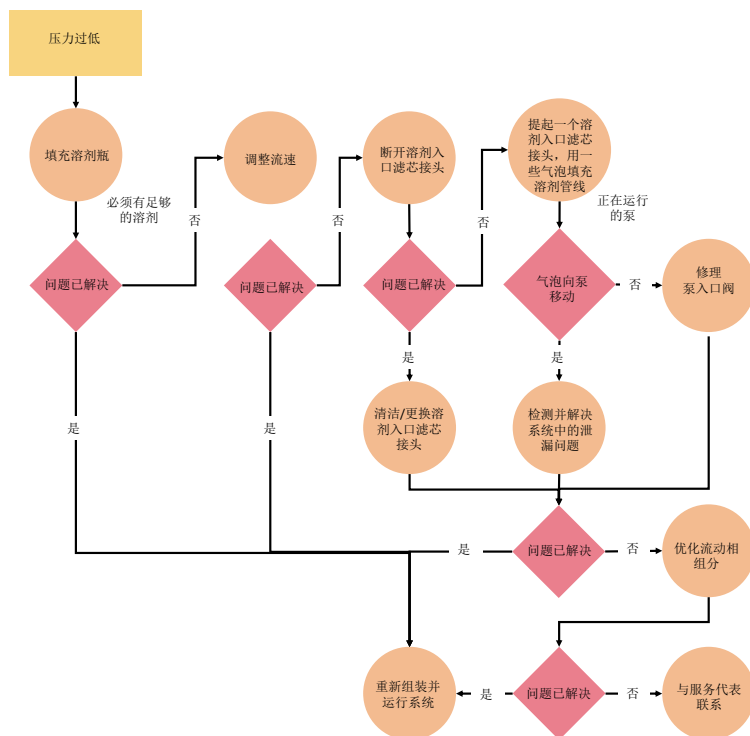 压力过低
填充溶剂瓶
必须有足够
的溶剂
问题已解决
否
调整流速
问题已解决
否
断开溶剂入
口滤芯接头
问题已解决
否
提起一个溶
剂入口滤芯
接头，用一
些气泡填充
溶剂管线
正在运行
的泵
气泡向泵
移动
否
修理
泵入口阀
是
是
是
清洁/更换溶
剂入口滤芯
接头
是
检测并解决
系统中的泄
漏问题
问题已解决
是
否
优化流动相
组分
重新组装并
运行系统
是
问题已解决
否
与服务代表
联系